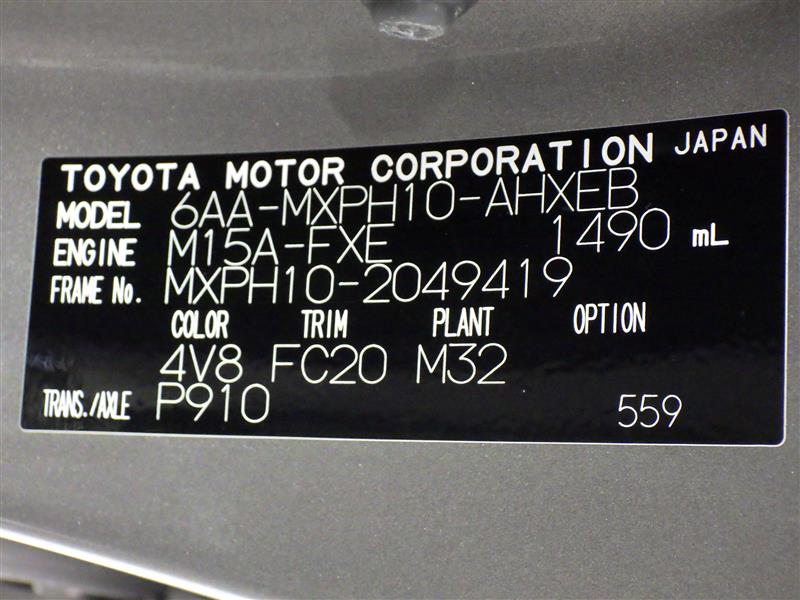 TOYOTA MOTOR CORPORATION JAPAN
MODEL 6AA-MXPH10-AHXEB
ENGINE M15A-FXE 1490 mL
FRAME No. MXPH10-2049419
COLOR TRIM PLANT OPTION
4V8 FC20 M32
TRANS./AXLE P910 559